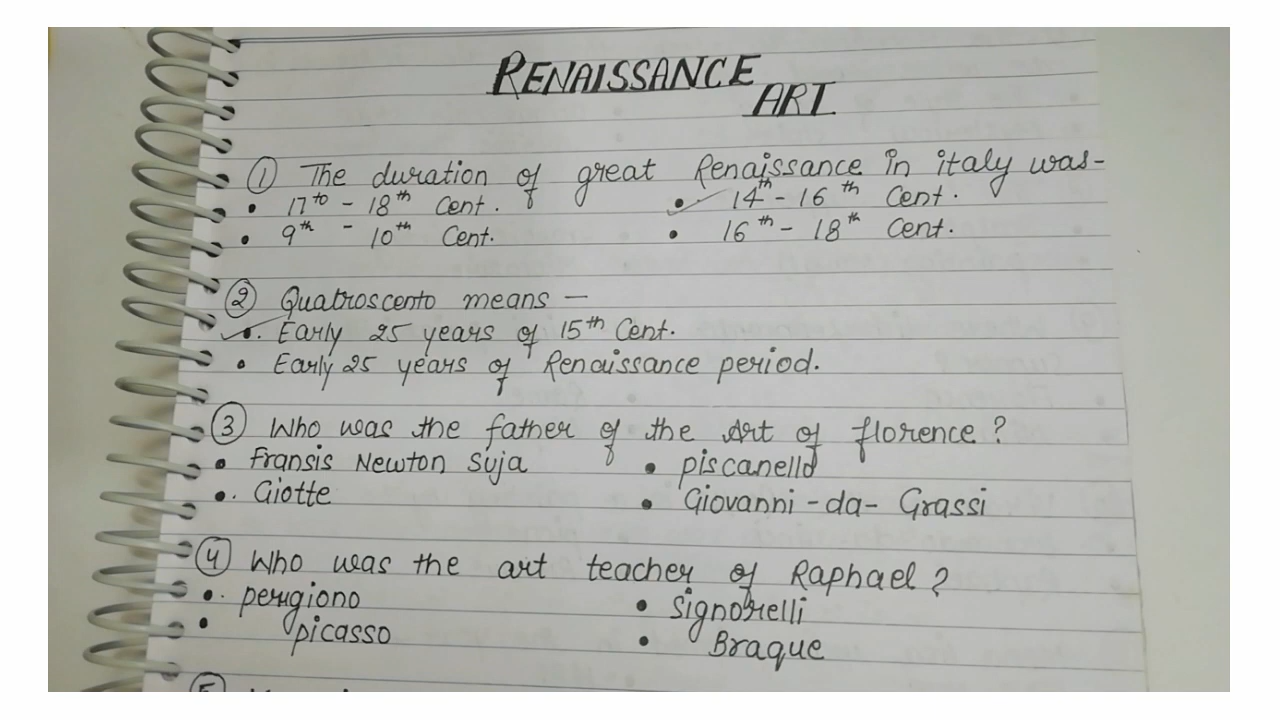 RENAISSANCE
ART
① The duration of great Renaissance in italy was-
• 17to - 18th Cent. • 14th - 16th Cent.
• 9th - 10th Cent. • 16th - 18th Cent.
② Quatroscento means —
•. Early 25 years of 15th Cent.
• Early 25 years of Renaissance period.
③ Who was the father of the Art of florence?
• fransis Newton Suja • piscanello
•. Giotte • Giovanni -da- Grassi
④ Who was the art teacher of Raphael?
•. perigiono • Signorelli
• picasso • Braque
⑤